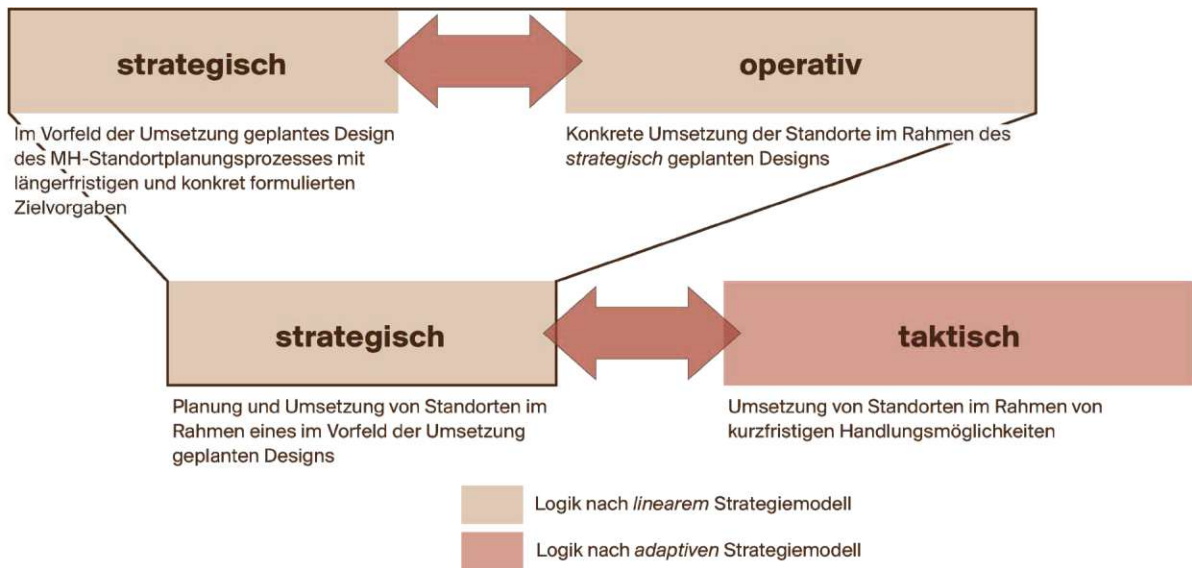 strategisch
operativ
Im Vorfeld der Umsetzung geplantes Design
des MH-Standortplanungsprozesses mit
längerfristigen und konkret formulierten
Zielvorgaben
Konkrete Umsetzung der Standorte im Rahmen des
strategisch geplanten Designs
strategisch
taktisch
Planung und Umsetzung von Standorten im
Rahmen eines im Vorfeld der Umsetzung
geplanten Designs
Umsetzung von Standorten im Rahmen von
kurzfristigen Handlungsmöglichkeiten
Logik nach linearem Strategiemodell
Logik nach adaptiven Strategiemodell